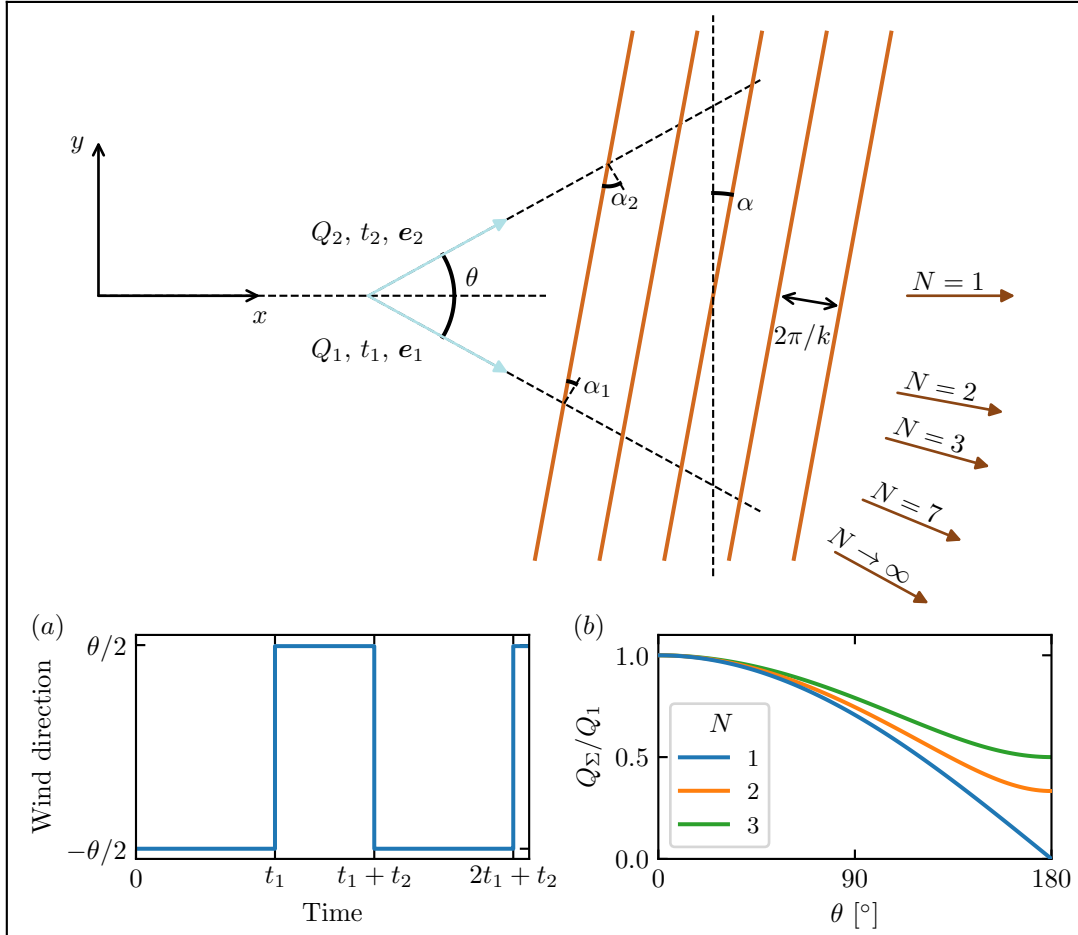 y
x
Q₂, t₂, e₂
θ
Q₁, t₁, e₁
α₂
α
α₁
2π/k
N = 1
N = 2
N = 3
N = 7
N → ∞
(a)
θ/2
−θ/2
Wind direction
0
t₁
t₁ + t₂
2t₁ + t₂
Time
(b)
1.0
0.5
0.0
Q_Σ/Q₁
N
1
2
3
0
90
180
θ [°]